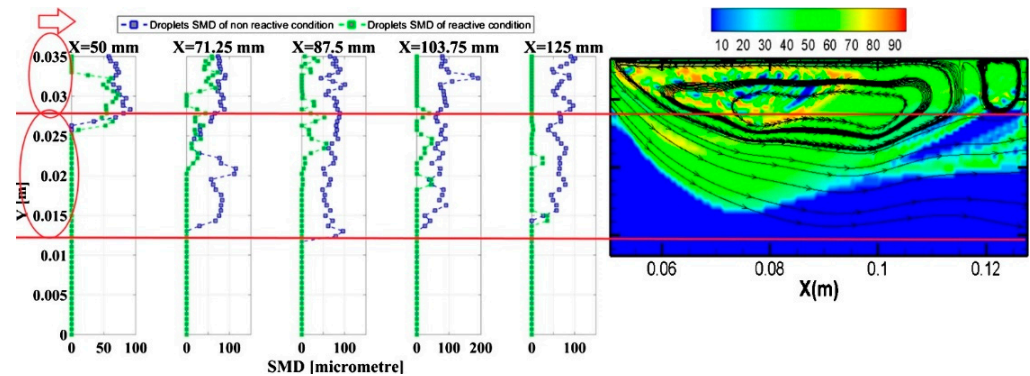 Droplets SMD of non reactive condition Droplets SMD of reactive condition
X=50 mm X=71.25 mm X=87.5 mm X=103.75 mm X=125 mm
0.035
0.03
0.025
0.02
0.015
0.01
0.005
0
Y [m]
0 50 100 0 100 0 100 0 100 200 0 100
SMD [micrometre]
10 20 30 40 50 60 70 80 90
0.06 0.08 0.1 0.12
X(m)